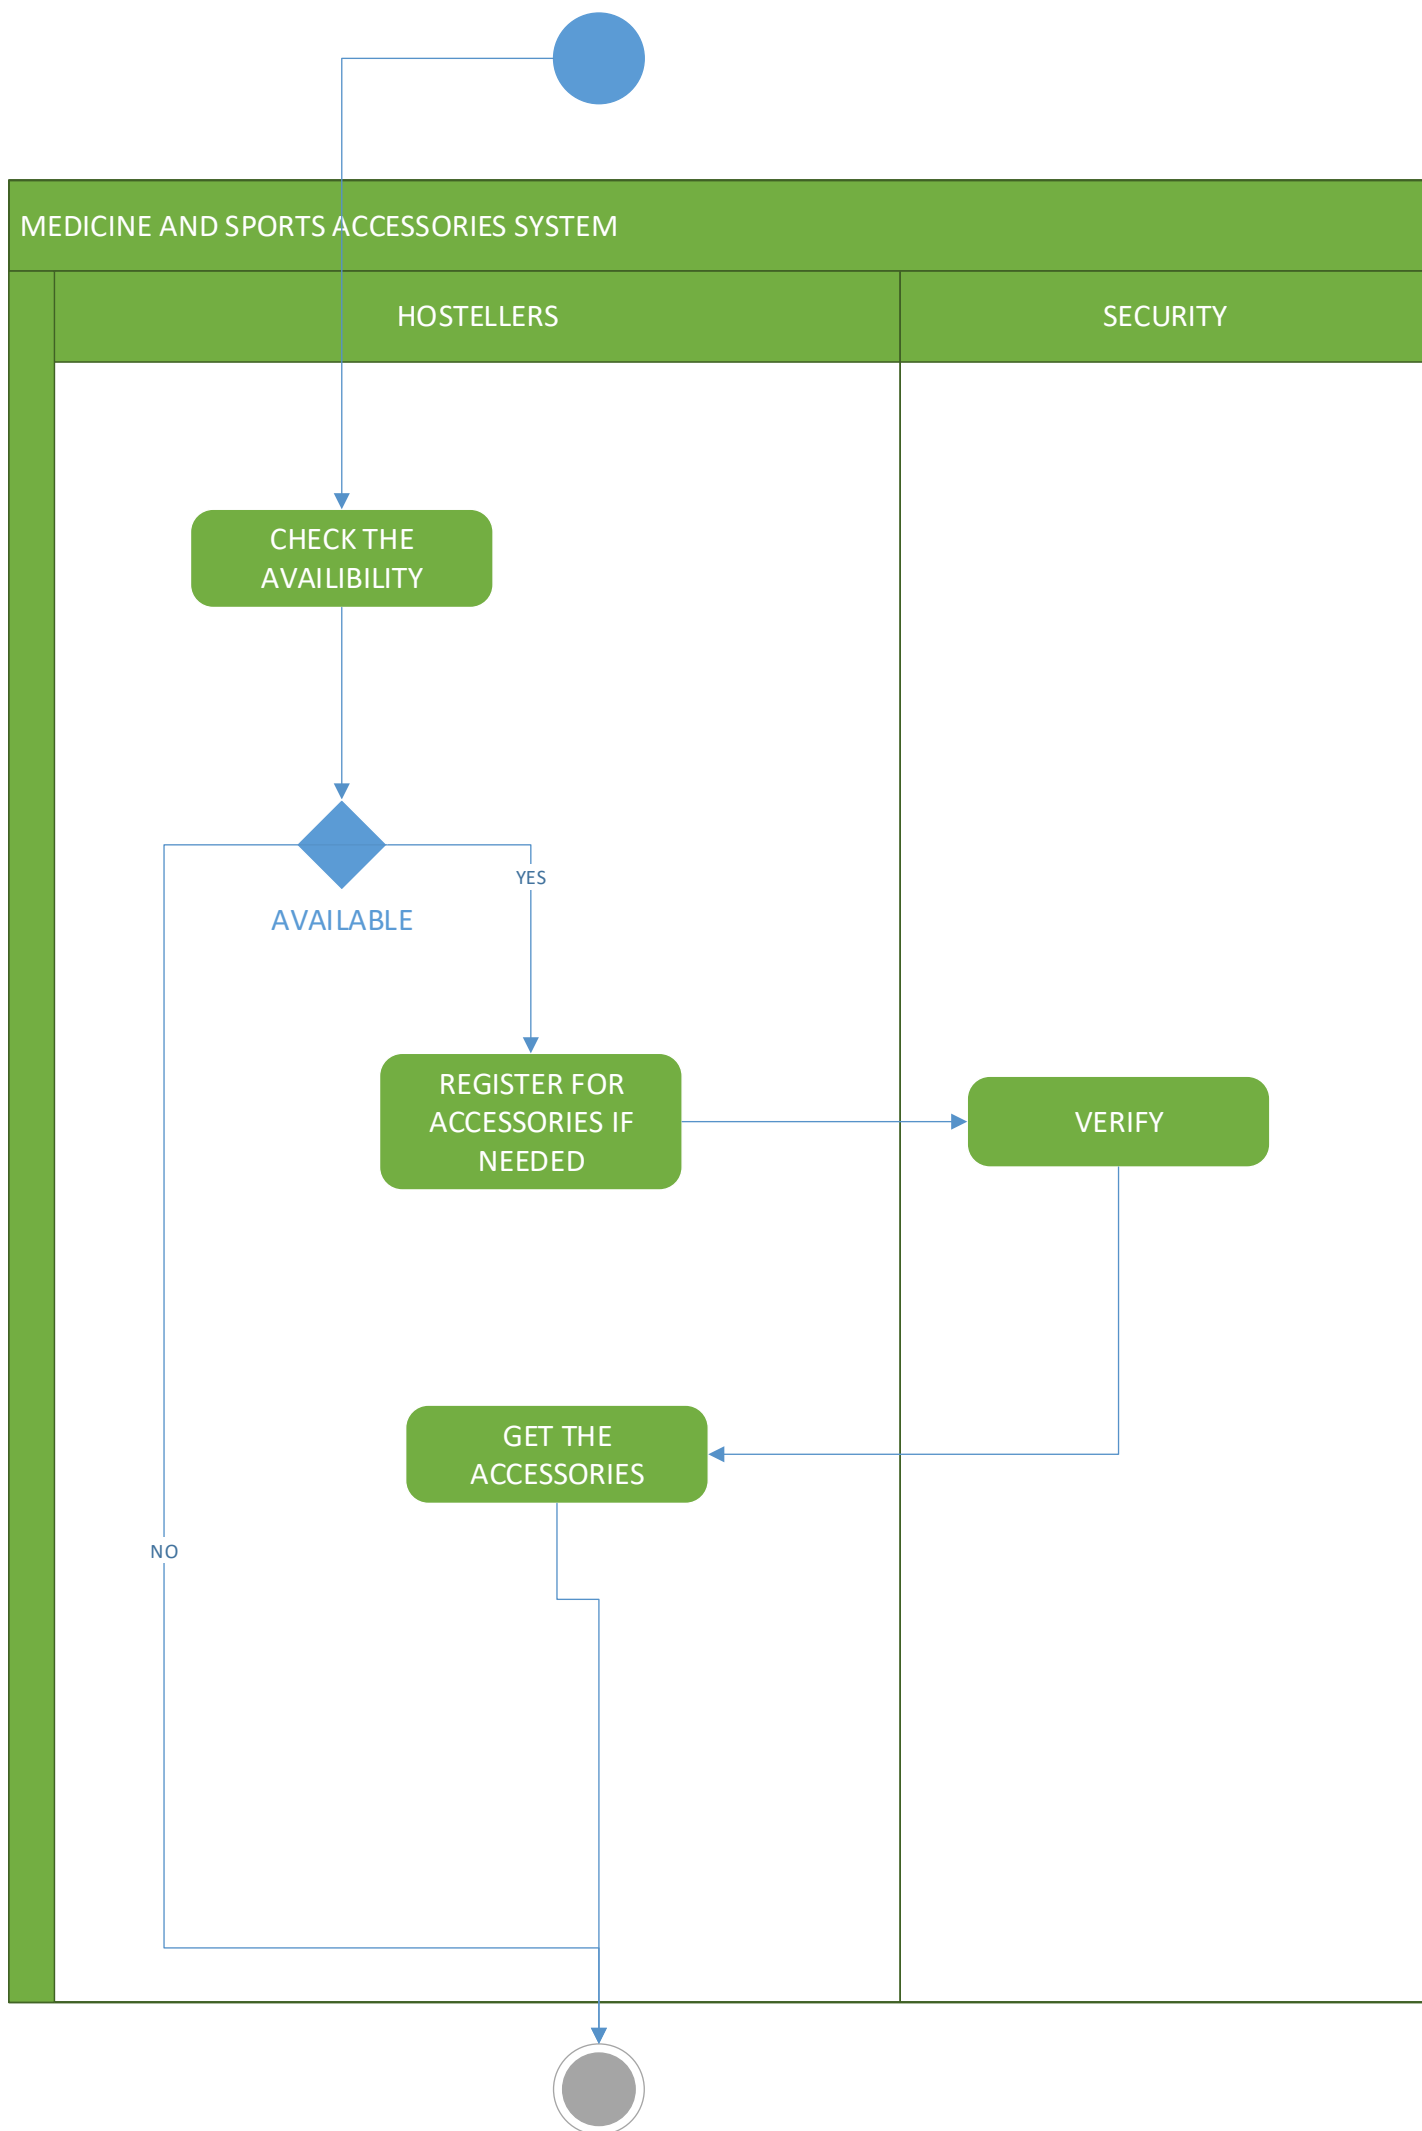 MEDICINE AND SPORTS ACCESSORIES SYSTEM
HOSTELLERS
SECURITY
CHECK THE
AVAILIBILITY
YES
AVAILABLE
REGISTER FOR
ACCESSORIES IF
NEEDED
VERIFY
GET THE
ACCESSORIES
NO